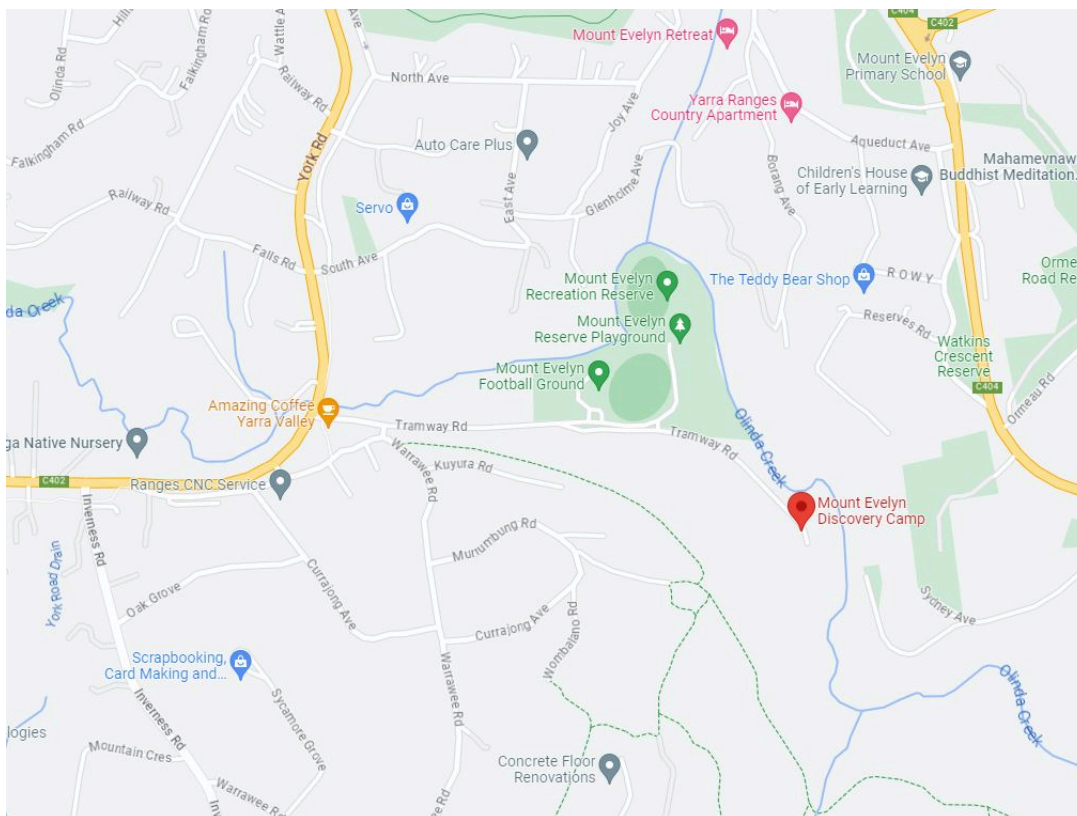 Olinda Rd
Hill
Falkingham Rd
Wattle Ave
Ave
Railway Rd
North Ave
York Rd
Mount Evelyn Retreat
Joy Ave
C404
C404
Mount Evelyn
Primary School
Yarra Ranges
Country Apartment
Auto Care Plus
Aqueduct Ave
Falkingham Rd
Children's House
of Early Learning
Mahamevnaw
Buddhist Meditation.
Borang Ave
East Ave
Glenholme Ave
Railway Rd
Servo
Falls Rd
South Ave
Mount Evelyn
Recreation Reserve
The Teddy Bear Shop
ROWY
Orme
Road Re
da Creek
Mount Evelyn
Reserve Playground
Reserves Rd
Watkins
Crescent
Reserve
Mount Evelyn
Football Ground
C404
Ormeau Rd
Amazing Coffee
Yarra Valley
Tramway Rd
Olinda Creek
Tramway Rd
ga Native Nursery
Warrawee Rd
Kuyura Rd
C402
Ranges CNC Service
Mount Evelyn
Discovery Camp
Inverness Rd
Munumbung Rd
York Road Drain
Oak Grove
Currajong Ave
Currajong Ave
Wombalano Rd
Sydney Ave
Scrapbooking,
Card Making and...
Warrawee Rd
Olinda
Creek
Sycamore Grove
Inverness Rd
ologies
Mountain Cres
Concrete Floor
Renovations
Warrawee Rd
Inv